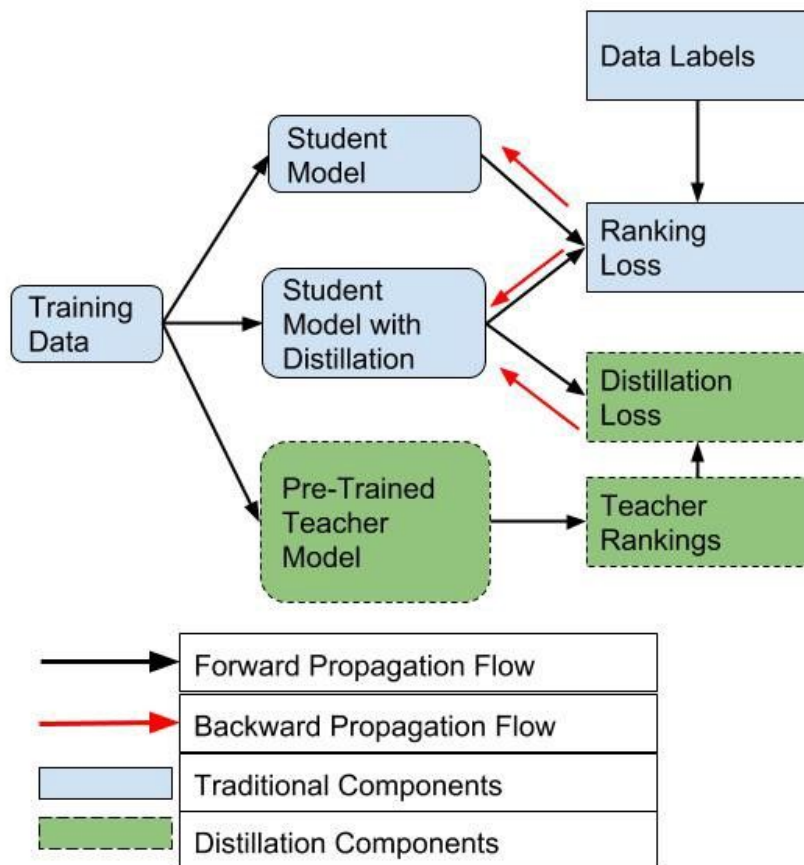 Data Labels
Student
Model
Ranking
Loss
Training
Data
Student
Model with
Distillation
Distillation
Loss
Pre-Trained
Teacher
Model
Teacher
Rankings
Forward Propagation Flow
Backward Propagation Flow
Traditional Components
Distillation Components